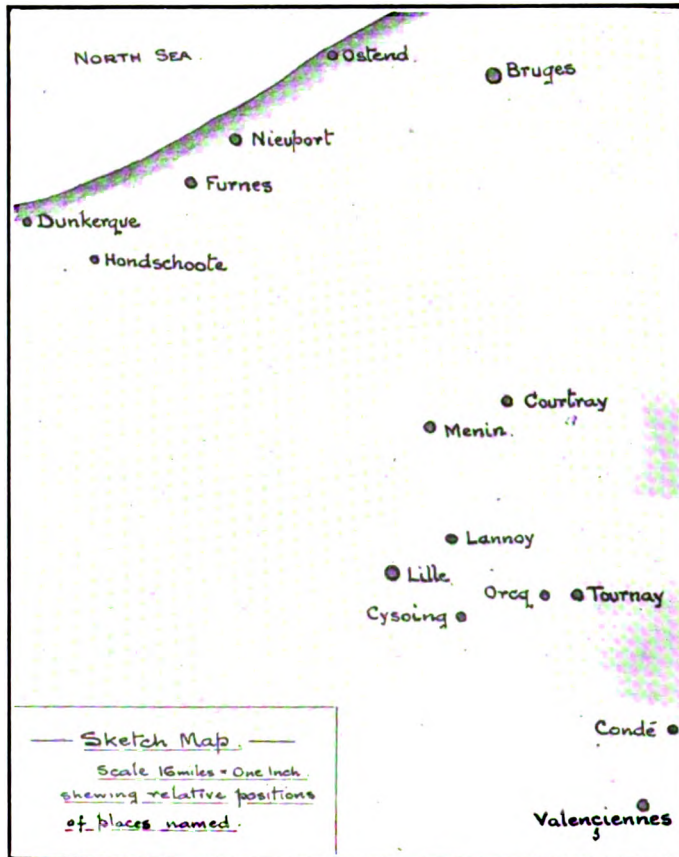 NORTH SEA.
Ostend.
Bruges
Nieuport
Furnes
Dunkerque
Hondschoote
Courtray
Menin.
Lannoy
Lille
Orcq
Tournay
Cysoing
Condé
— Sketch Map. —
Scale 16 miles = One Inch.
shewing relative positions
of places named.
Valenciennes